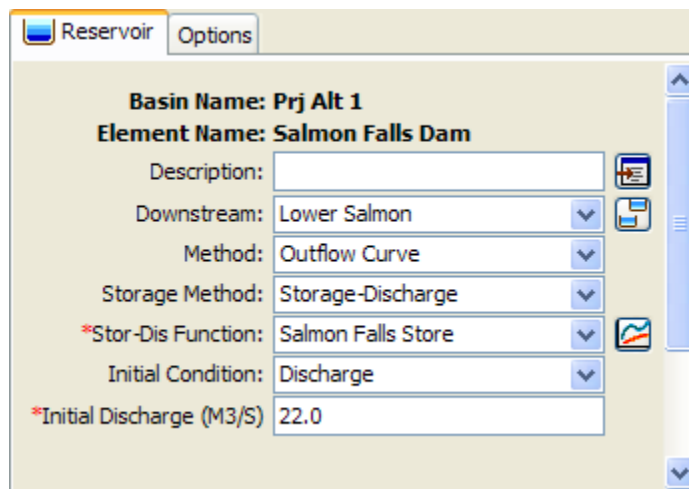 Reservoir Options
Basin Name: Prj Alt 1
Element Name: Salmon Falls Dam
Description:
Downstream: Lower Salmon
Method: Outflow Curve
Storage Method: Storage-Discharge
*Stor-Dis Function: Salmon Falls Store
Initial Condition: Discharge
*Initial Discharge (M3/S) 22.0